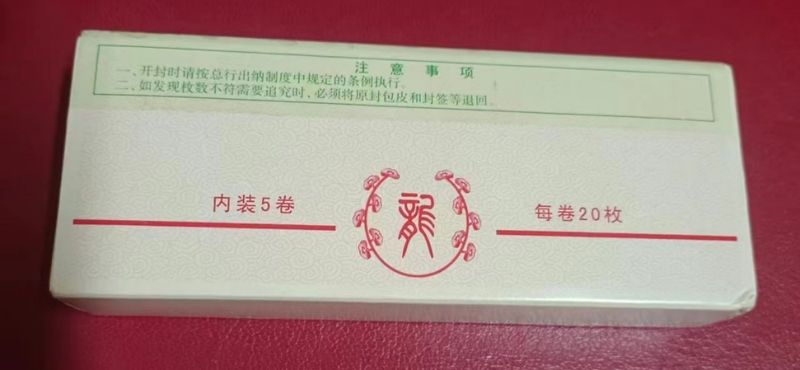 注意事项
一、开封时请按总行出纳制度中规定的条例执行。
二、如发现枚数不符需要追究时，必须将原封包皮和封签等退回。
内装5卷
龍
每卷20枚